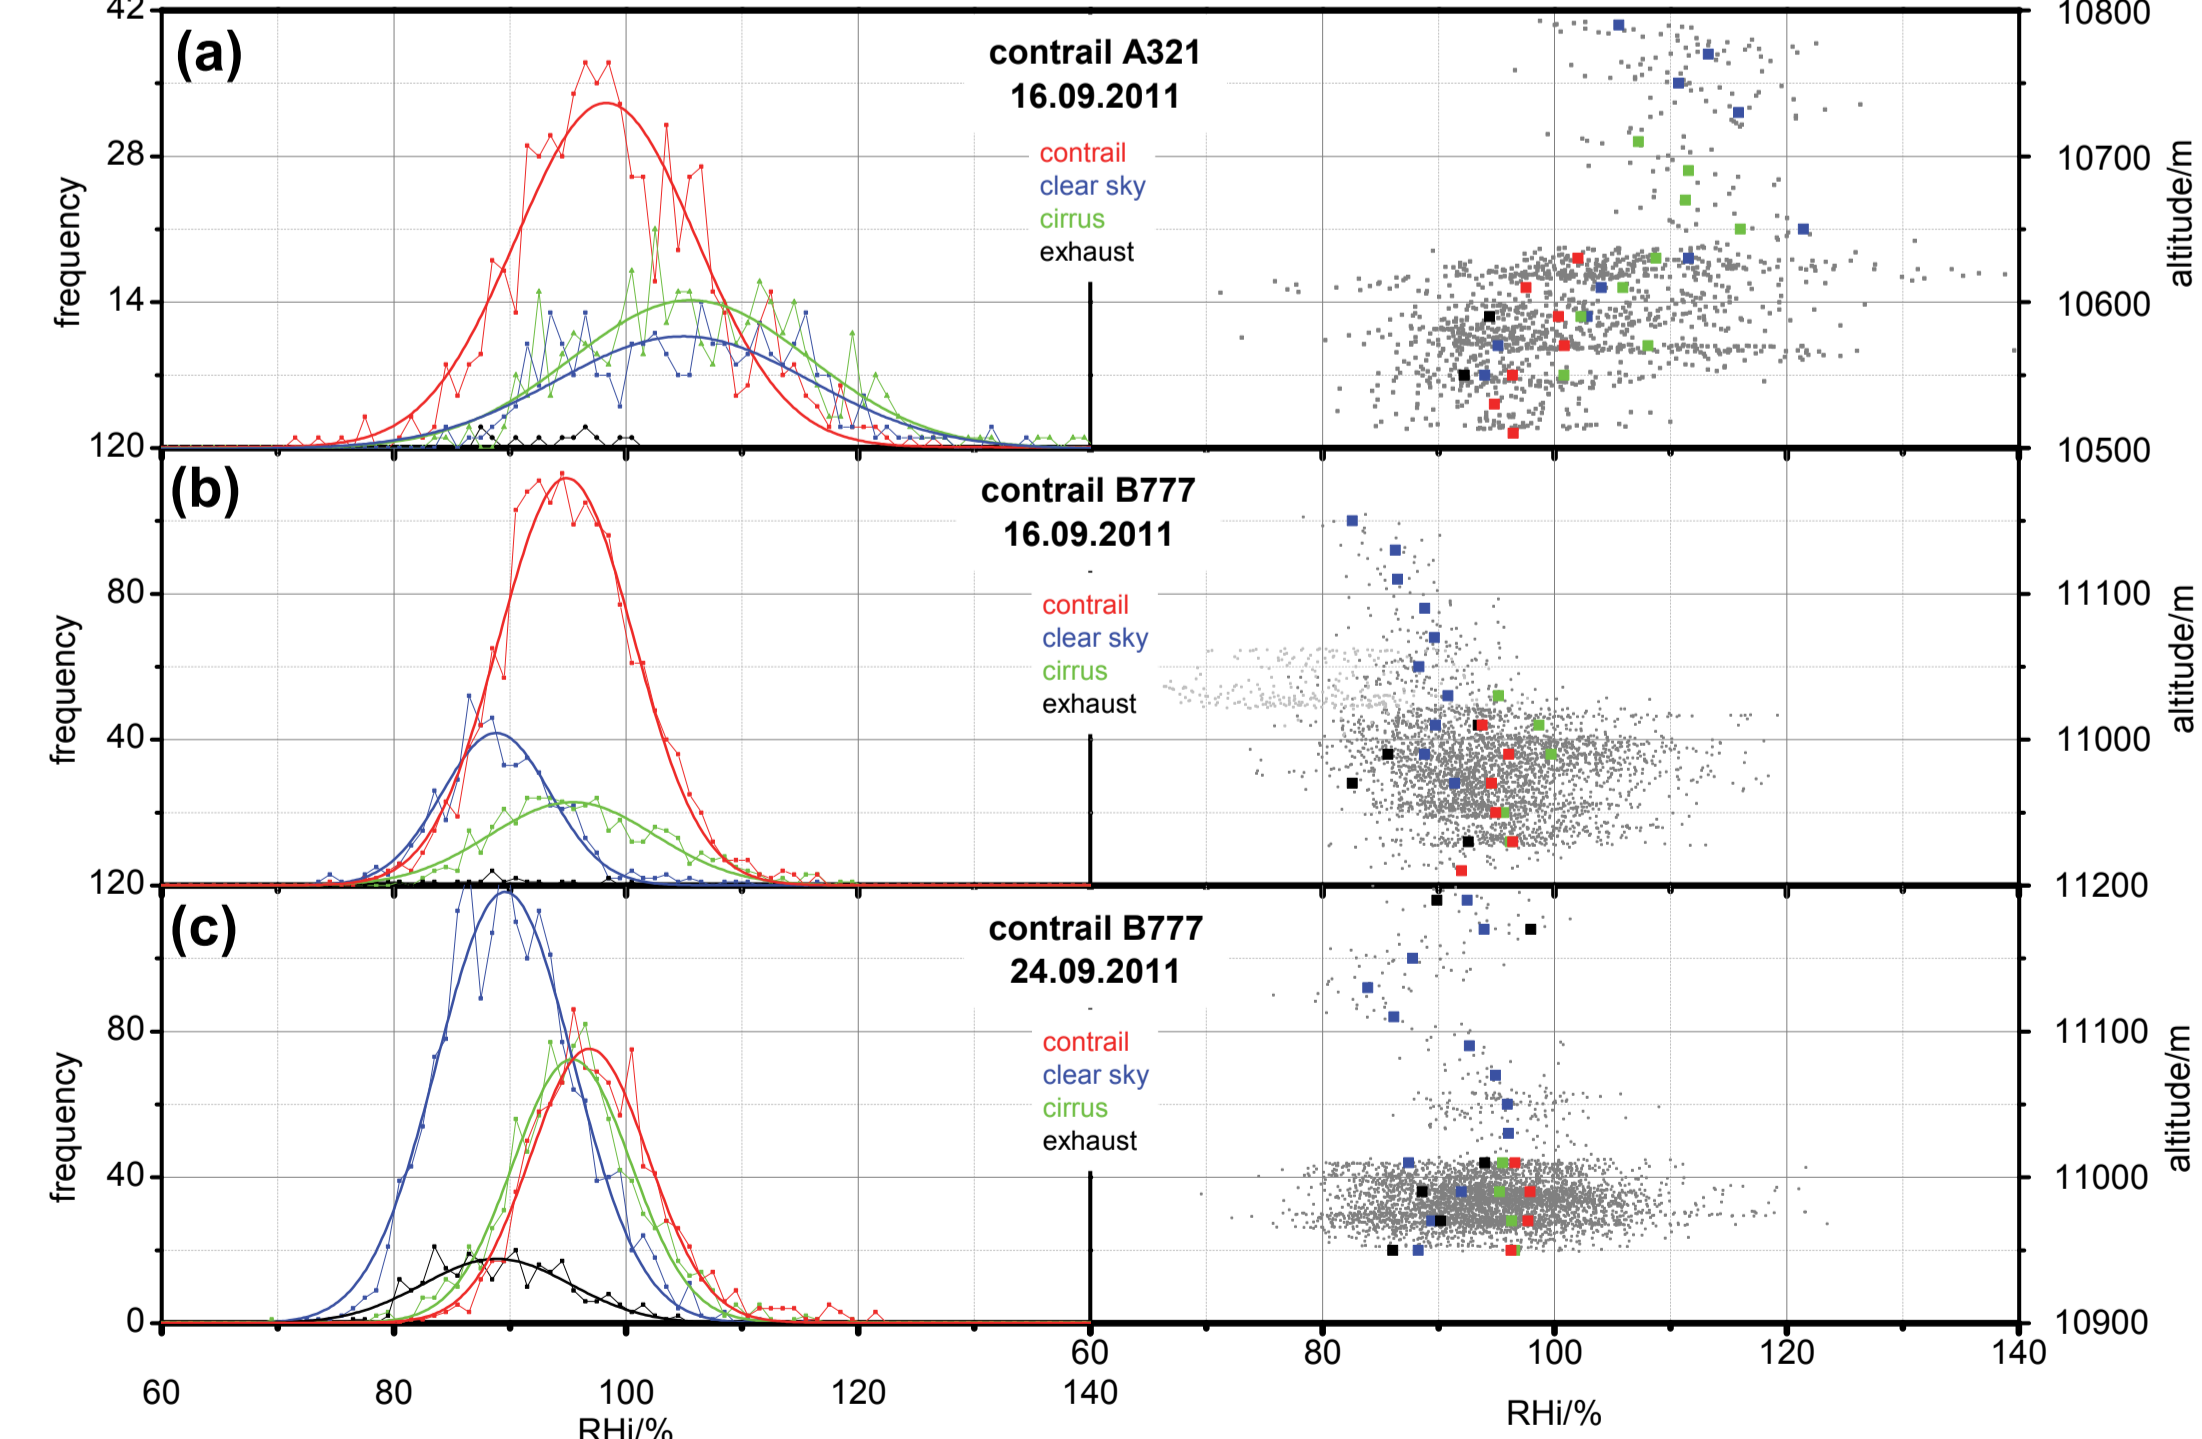 42
10800
(a)
contrail A321
16.09.2011
28
contrail
10700
clear sky
cirrus
exhaust
frequency
altitude/m
14
10600
120
10500
(b)
contrail B777
16.09.2011
80
contrail
11100
clear sky
cirrus
exhaust
frequency
altitude/m
40
11000
120
11200
(c)
contrail B777
24.09.2011
80
contrail
11100
clear sky
cirrus
exhaust
frequency
altitude/m
40
11000
0
10900
60 80 100 120 140
60 80 100 120 140
RHi/%
RHi/%